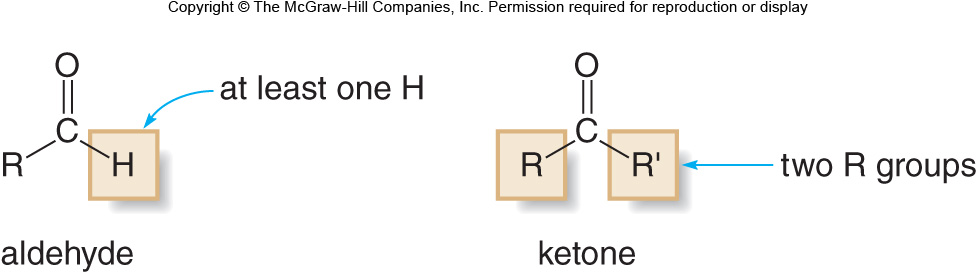 Copyright © The McGraw-Hill Companies, Inc. Permission required for reproduction or display
O
C
R
H
at least one H
aldehyde
O
C
R
R'
two R groups
ketone